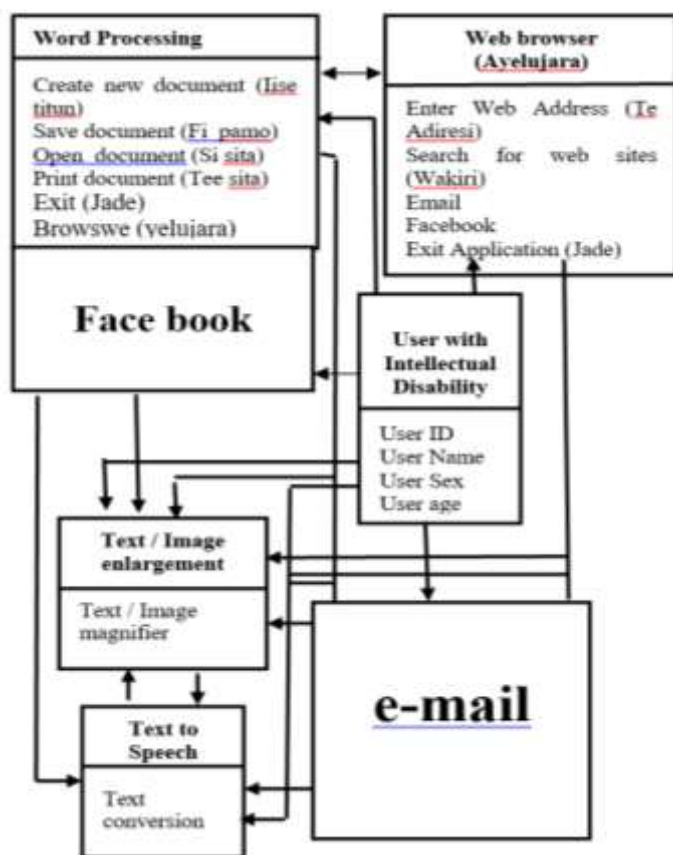 Word Processing
Create new document (Iise
titun)
Save document (Fi pamo)
Open document (Si sita)
Print document (Tee sita)
Exit (Jade)
Browswe (yelujara)
Face book
Web browser
(Ayelujara)
Enter Web Address (Te
Adiresi)
Search for web sites
(Wakiri)
Email
Facebook
Exit Application (Jade)
User with
Intellectual
Disability
User ID
User Name
User Sex
User age
Text / Image
enlargement
Text / Image
magnifier
Text to
Speech
Text
conversion
e-mail